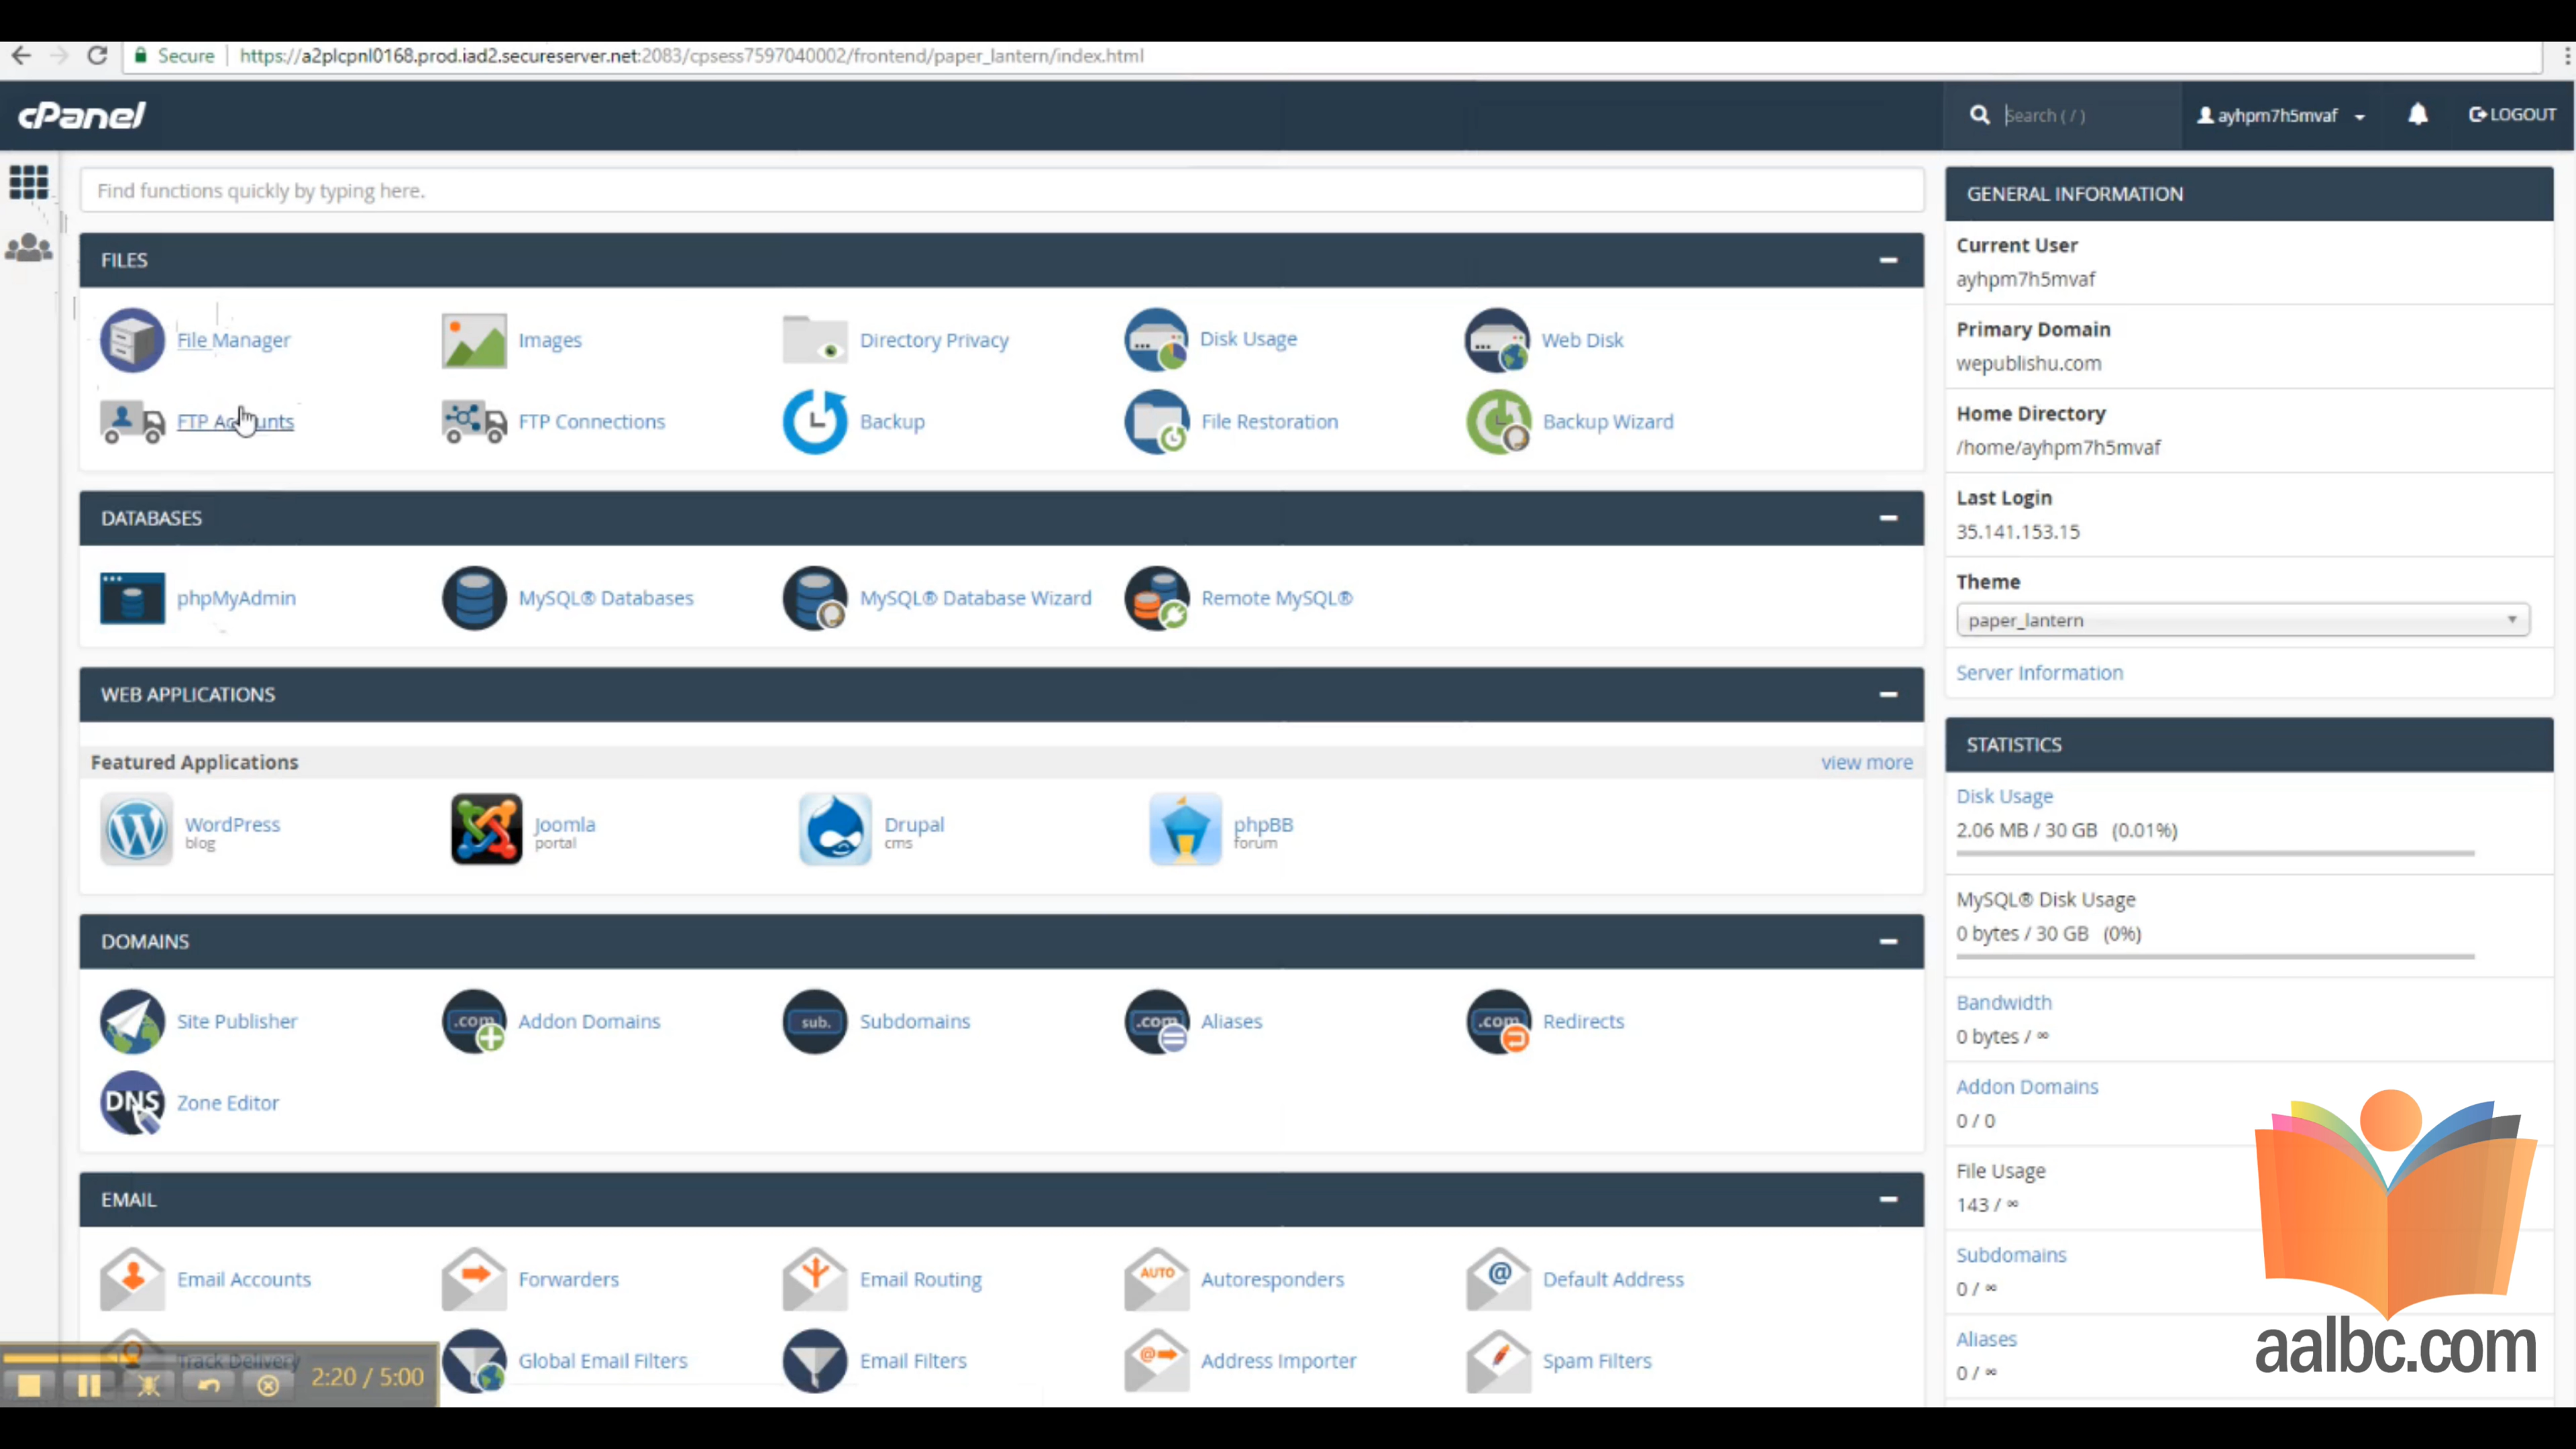 Secure | https://a2plcpnl0168.prod.iad2.secureserver.net:2083/cpsess7597040002/frontend/paper_lantern/index.html
cPanel
Search ( / )
ayhpm7h5mvaf
LOGOUT
Find functions quickly by typing here.
FILES
File Manager
Images
Directory Privacy
Disk Usage
Web Disk
FTP Accounts
FTP Connections
Backup
File Restoration
Backup Wizard
DATABASES
phpMyAdmin
MySQL® Databases
MySQL® Database Wizard
Remote MySQL®
WEB APPLICATIONS
Featured Applications
view more
WordPress
blog
Joomla
portal
Drupal
cms
phpBB
forum
DOMAINS
.com
sub.
.com
.com
Site Publisher
Addon Domains
Subdomains
Aliases
Redirects
DNS
Zone Editor
EMAIL
Email Accounts
Forwarders
Email Routing
AUTO
Autoresponders
@
Default Address
Track Delivery
Global Email Filters
Email Filters
@
Address Importer
Spam Filters
2:20 / 5:00
GENERAL INFORMATION
Current User
ayhpm7h5mvaf
Primary Domain
wepublishu.com
Home Directory
/home/ayhpm7h5mvaf
Last Login
35.141.153.15
Theme
paper_lantern
Server Information
STATISTICS
Disk Usage
2.06 MB / 30 GB (0.01%)
MySQL® Disk Usage
0 bytes / 30 GB (0%)
Bandwidth
0 bytes / ∞
Addon Domains
0 / 0
File Usage
143 / ∞
Subdomains
0 / ∞
Aliases
0 / ∞
aalbc.com